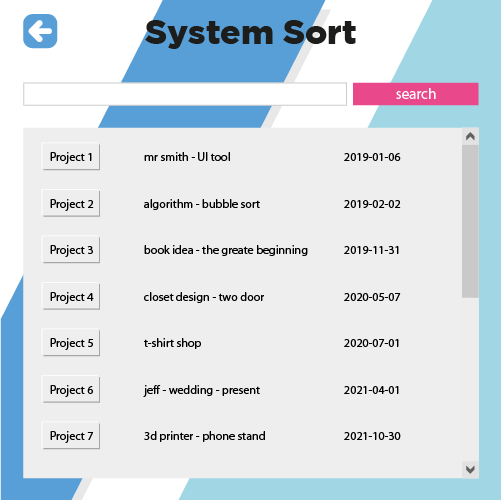 System Sort
search
Project 1 mr smith - UI tool 2019-01-06
Project 2 algorithm - bubble sort 2019-02-02
Project 3 book idea - the greate beginning 2019-11-31
Project 4 closet design - two door 2020-05-07
Project 5 t-shirt shop 2020-07-01
Project 6 jeff - wedding - present 2021-04-01
Project 7 3d printer - phone stand 2021-10-30